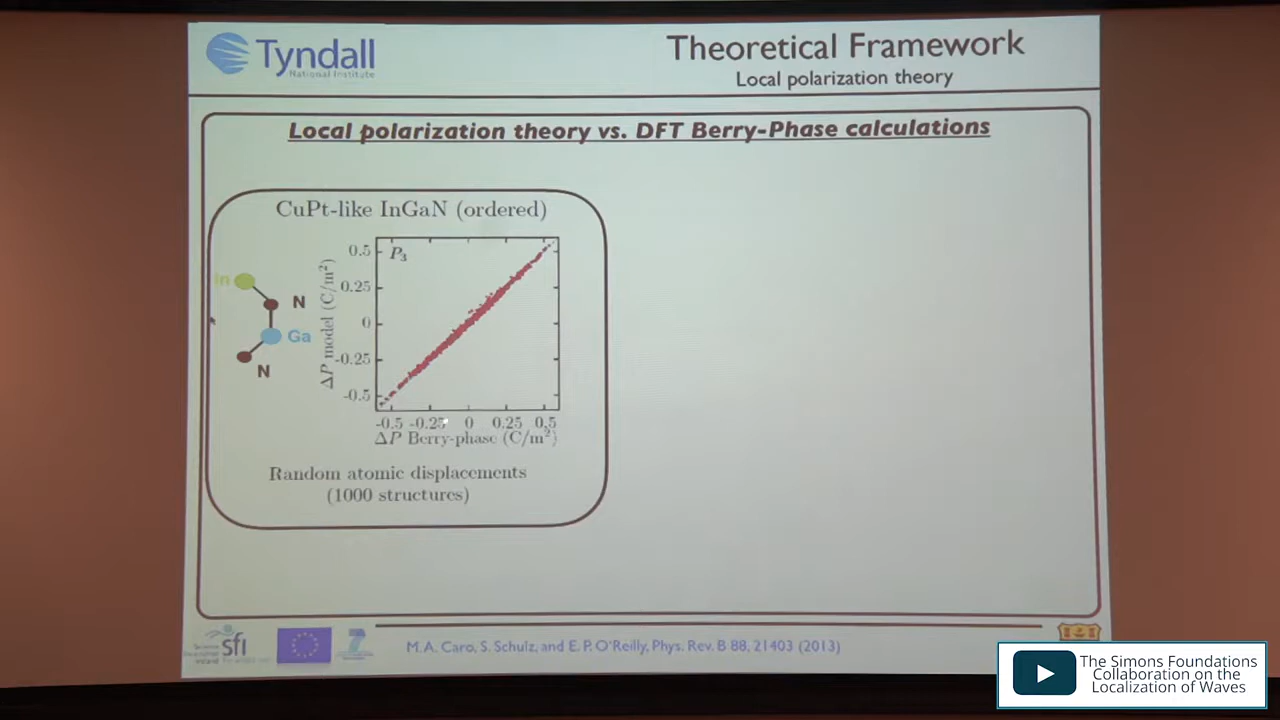 Tyndall
National Institute
Theoretical Framework
Local polarization theory
Local polarization theory vs. DFT Berry-Phase calculations
CuPt-like InGaN (ordered)
In
N
Ga
N
P3
0.5
0.25
0
-0.25
-0.5
ΔP model (C/m²)
-0.5 -0.25 0 0.25 0.5
ΔP Berry-phase (C/m²)
Random atomic displacements
(1000 structures)
sfi
M.A. Caro, S. Schulz, and E. P. O'Reilly, Phys. Rev. B 88, 21403 (2013)
The Simons Foundations
Collaboration on the
Localization of Waves